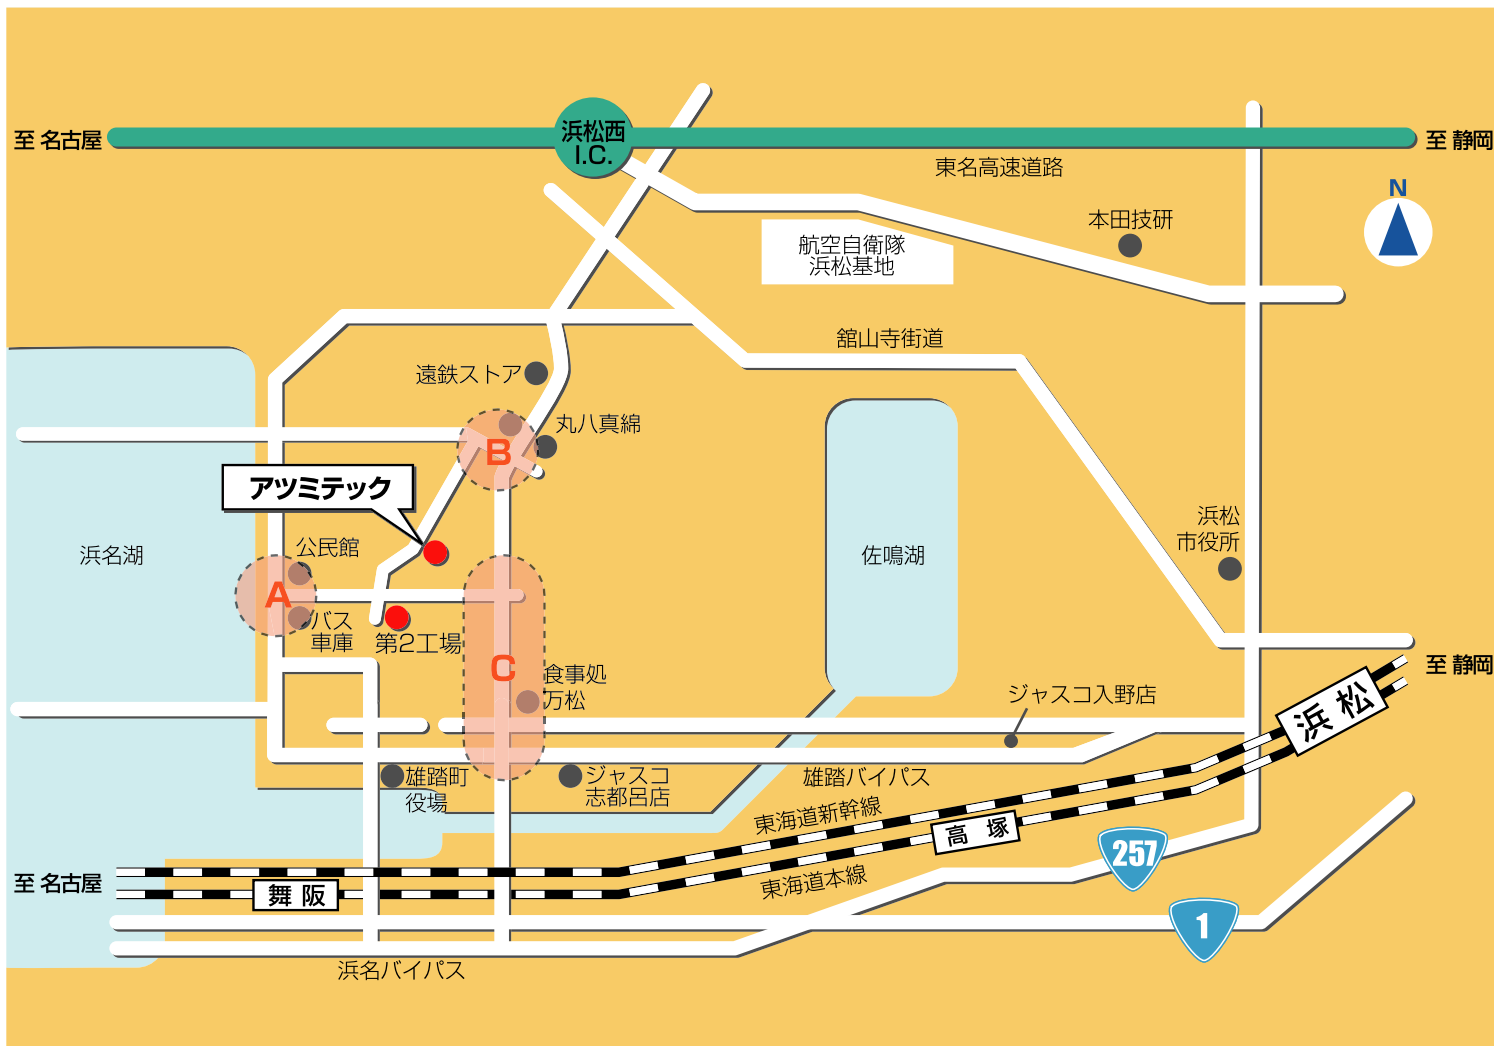 至 名古屋
浜松西
I.C.
至 静岡
東名高速道路
N
本田技研
航空自衛隊
浜松基地
舘山寺街道
遠鉄ストア
丸八真綿
B
アツミテック
浜松
市役所
浜名湖
公民館
佐鳴湖
A
バス
車庫
第2工場
C
食事処
万松
至 静岡
ジャスコ入野店
浜 松
雄踏町
役場
ジャスコ
志都呂店
雄踏バイパス
東海道新幹線
高 塚
257
至 名古屋
舞 阪
東海道本線
1
浜名バイパス